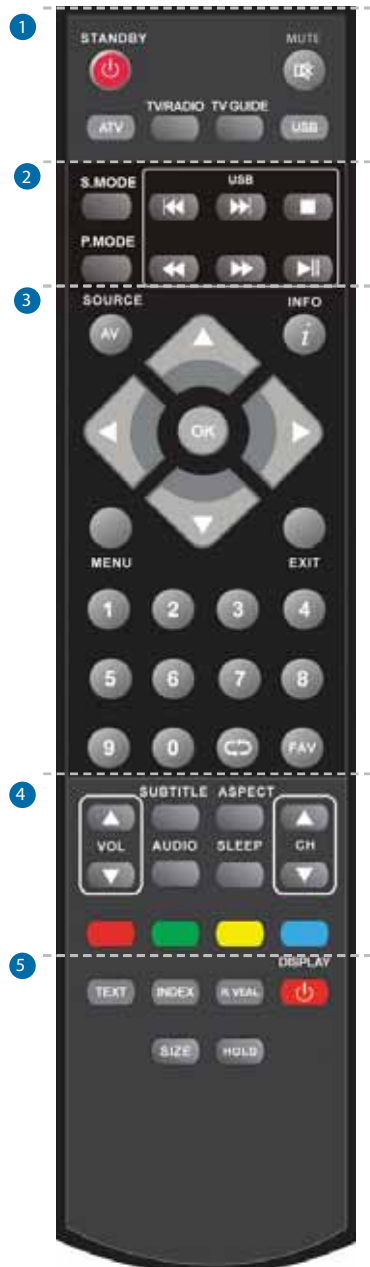 1
STANDBY MUTE
TV/RADIO TV GUIDE
ATV USB
2
S.MODE USB
P.MODE
3
SOURCE INFO
AV i
OK
MENU EXIT
1 2 3 4
5 6 7 8
9 0 FAV
4
SUBTITLE ASPECT
VOL AUDIO SLEEP CH
5
DISPLAY
TEXT INDEX
SIZE HOLD